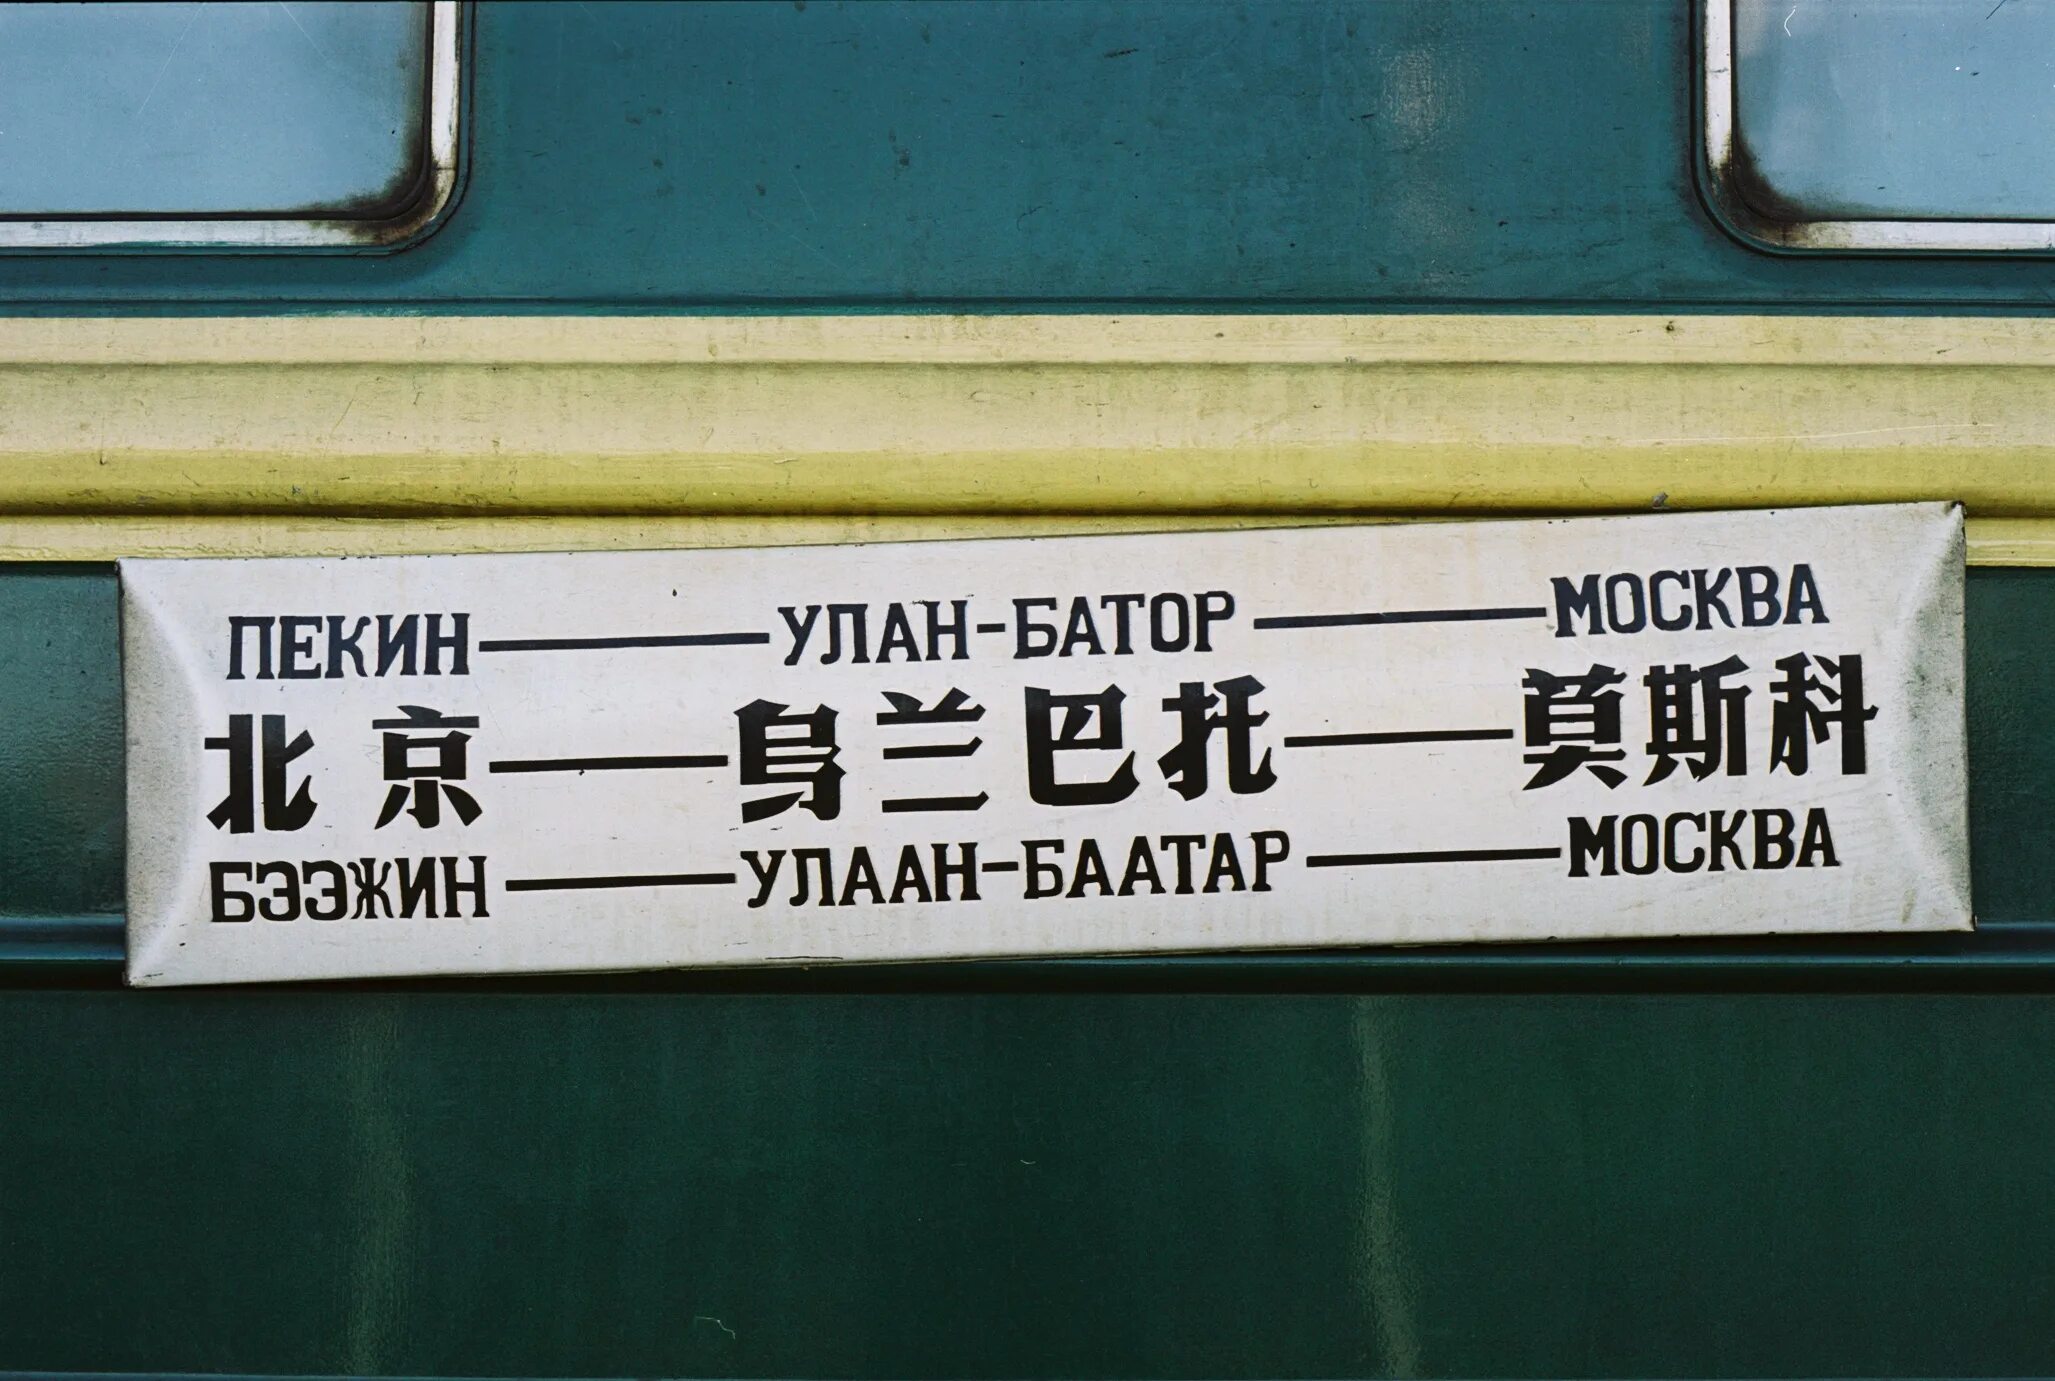 ПЕКИН — УЛАН-БАТОР — МОСКВА
北京 — 乌兰巴托 — 莫斯科
БЭЭЖИН — УЛААН-БААТАР — МОСКВА